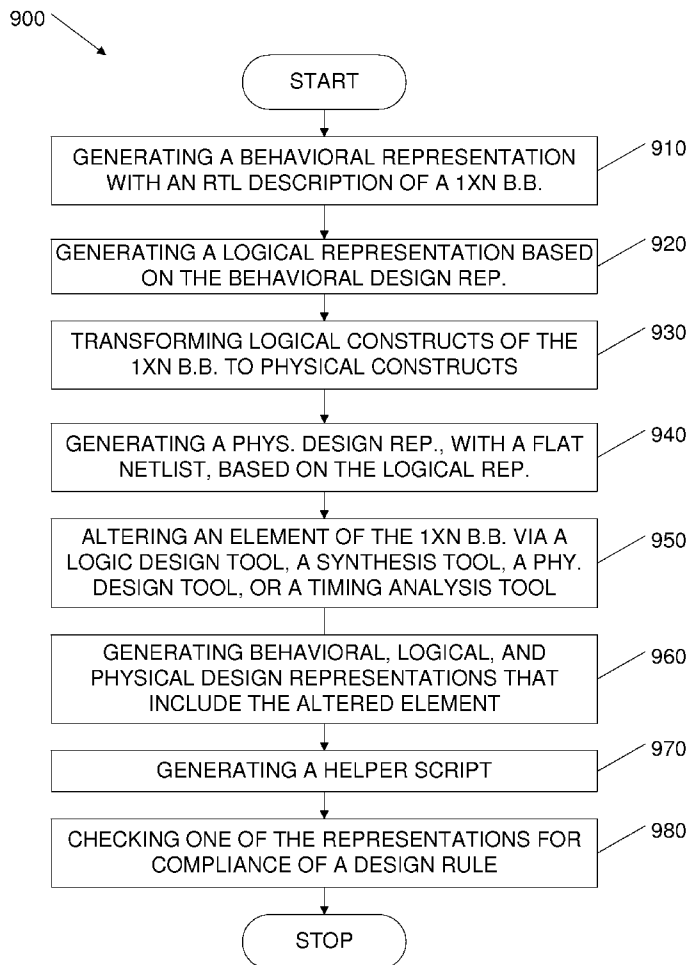 900
START
GENERATING A BEHAVIORAL REPRESENTATION
WITH AN RTL DESCRIPTION OF A 1XN B.B.
910
GENERATING A LOGICAL REPRESENTATION BASED
ON THE BEHAVIORAL DESIGN REP.
920
TRANSFORMING LOGICAL CONSTRUCTS OF THE
1XN B.B. TO PHYSICAL CONSTRUCTS
930
GENERATING A PHYS. DESIGN REP., WITH A FLAT
NETLIST, BASED ON THE LOGICAL REP.
940
ALTERING AN ELEMENT OF THE 1XN B.B. VIA A
LOGIC DESIGN TOOL, A SYNTHESIS TOOL, A PHY.
DESIGN TOOL, OR A TIMING ANALYSIS TOOL
950
GENERATING BEHAVIORAL, LOGICAL, AND
PHYSICAL DESIGN REPRESENTATIONS THAT
INCLUDE THE ALTERED ELEMENT
960
GENERATING A HELPER SCRIPT
970
CHECKING ONE OF THE REPRESENTATIONS FOR
COMPLIANCE OF A DESIGN RULE
980
STOP